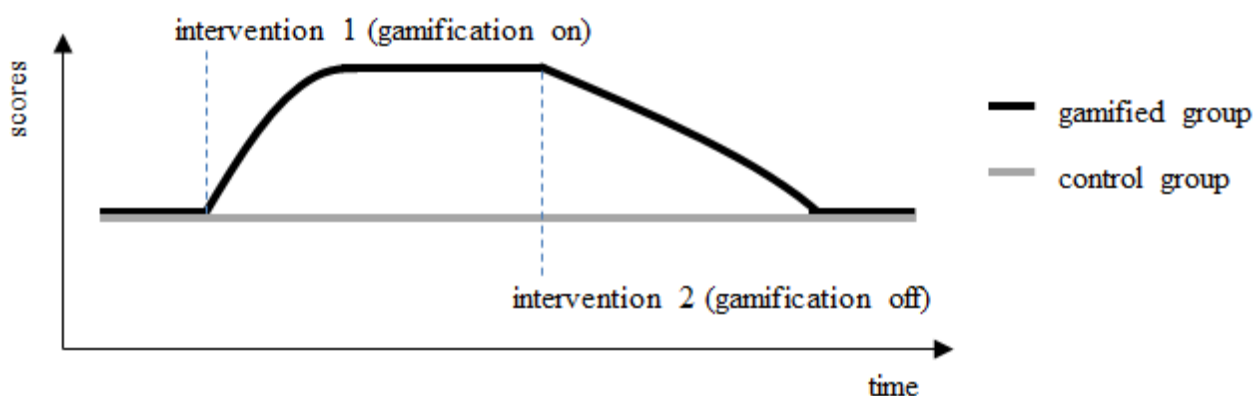 intervention 1 (gamification on)
scores
gamified group
control group
intervention 2 (gamification off)
time